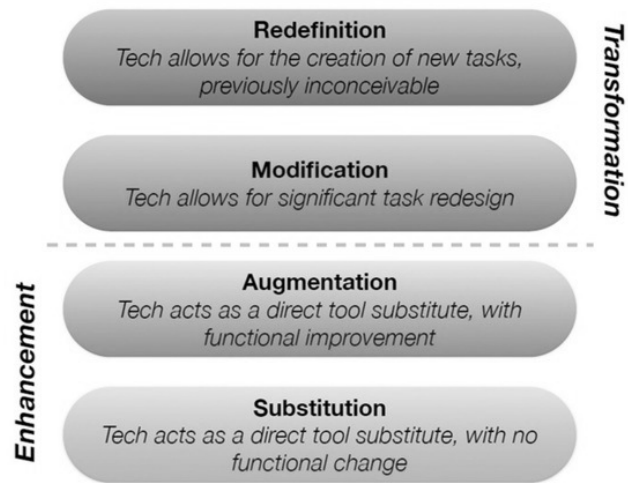 Redefinition
Tech allows for the creation of new tasks,
previously inconceivable
Transformation
Modification
Tech allows for significant task redesign
Enhancement
Augmentation
Tech acts as a direct tool substitute, with
functional improvement
Substitution
Tech acts as a direct tool substitute, with no
functional change